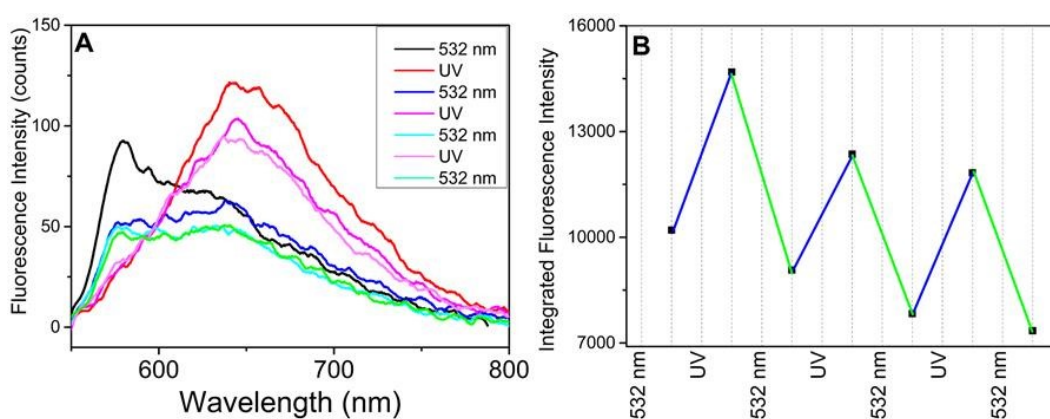 A
Fluorescence Intensity (counts)
150
100
50
0
600
700
800
Wavelength (nm)
532 nm
UV
532 nm
UV
532 nm
UV
532 nm
B
Integrated Fluorescence Intensity
16000
13000
10000
7000
532 nm
UV
532 nm
UV
532 nm
UV
532 nm